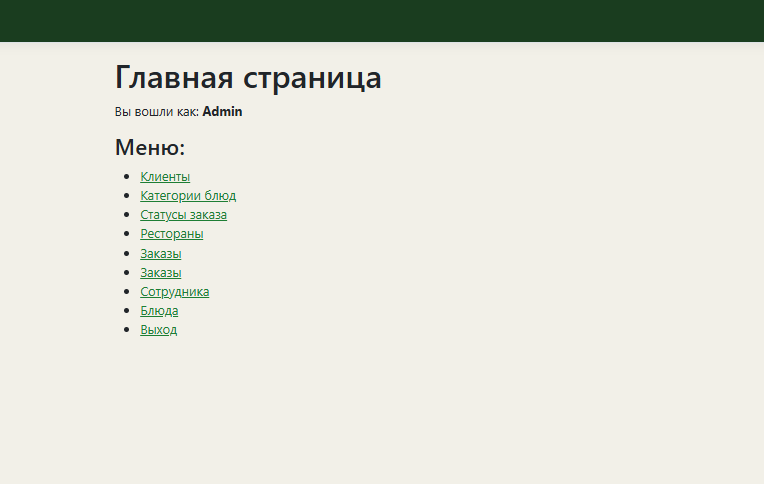 Главная страница
Вы вошли как: Admin
Меню:
Клиенты
Категории блюд
Статусы заказа
Рестораны
Заказы
Заказы
Сотрудника
Блюда
Выход